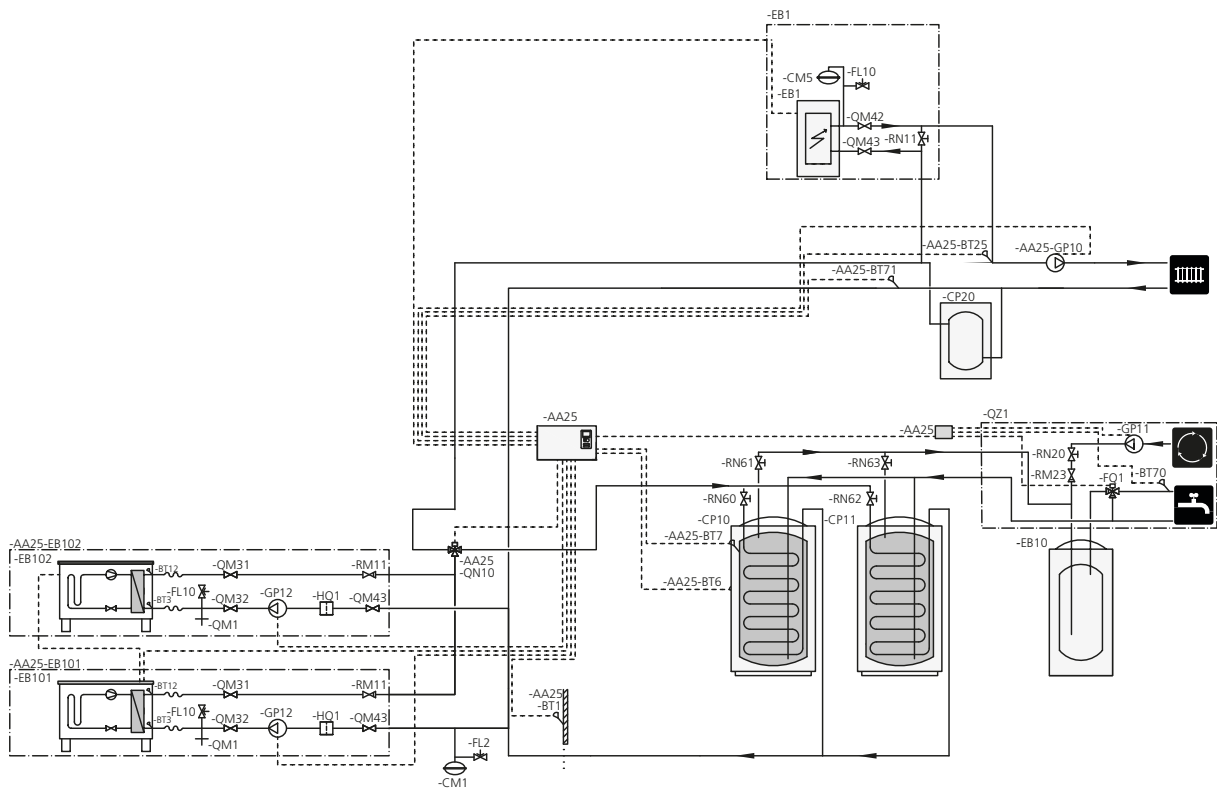 -EB1
-CM5
-FL10
-EB1
-QM42
-QM43
-RN11
-AA25-BT25
-AA25-GP10
-AA25-BT71
-CP20
-AA25
-AA25
-QZ1
-GP11
-RN20
-RM23
-FQ1
-BT70
-RN61
-RN63
-RN60
-RN62
-CP10
-CP11
-AA25-BT7
-AA25-BT6
-EB10
-AA25
-QN10
-AA25-EB102
-EB102
-BT12
-QM31
-RM11
-BT3
-FL10
-QM32
-GP12
-HQ1
-QM43
-QM1
-AA25-EB101
-EB101
-BT12
-QM31
-RM11
-BT3
-FL10
-QM32
-GP12
-HQ1
-QM43
-QM1
-AA25
-BT1
-FL2
-CM1